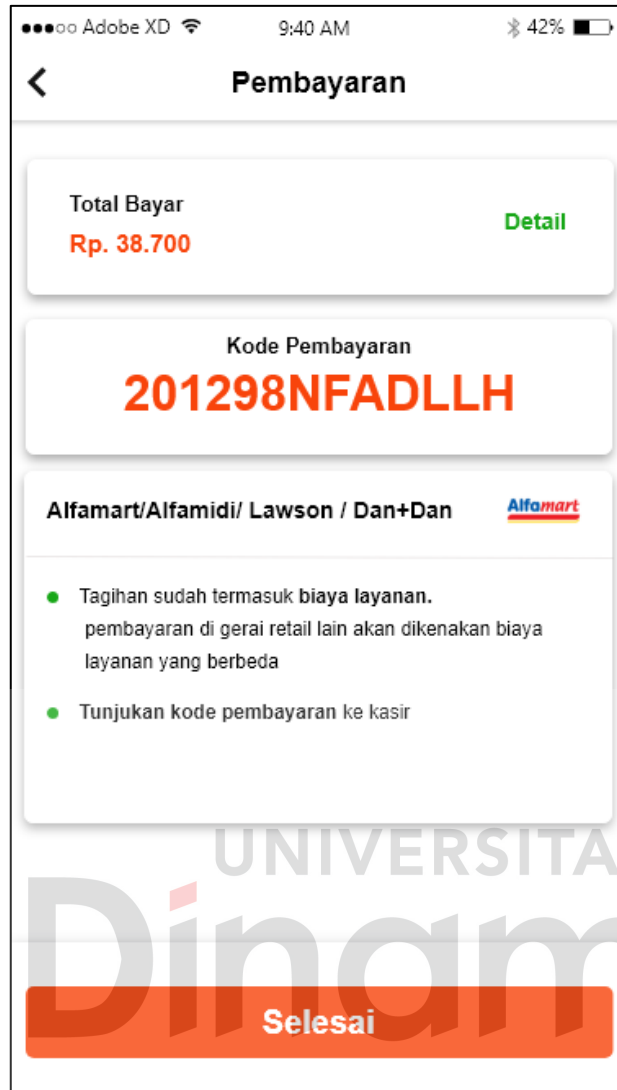 Adobe XD 9:40 AM 42%
Pembayaran
Total Bayar
Rp. 38.700
Detail
Kode Pembayaran
201298NFADLLH
Alfamart/Alfamidi/ Lawson / Dan+Dan
Alfamart
Tagihan sudah termasuk biaya layanan.
pembayaran di gerai retail lain akan dikenakan biaya
layanan yang berbeda
Tunjukan kode pembayaran ke kasir
UNIVERSITA
Dinam
Selesai